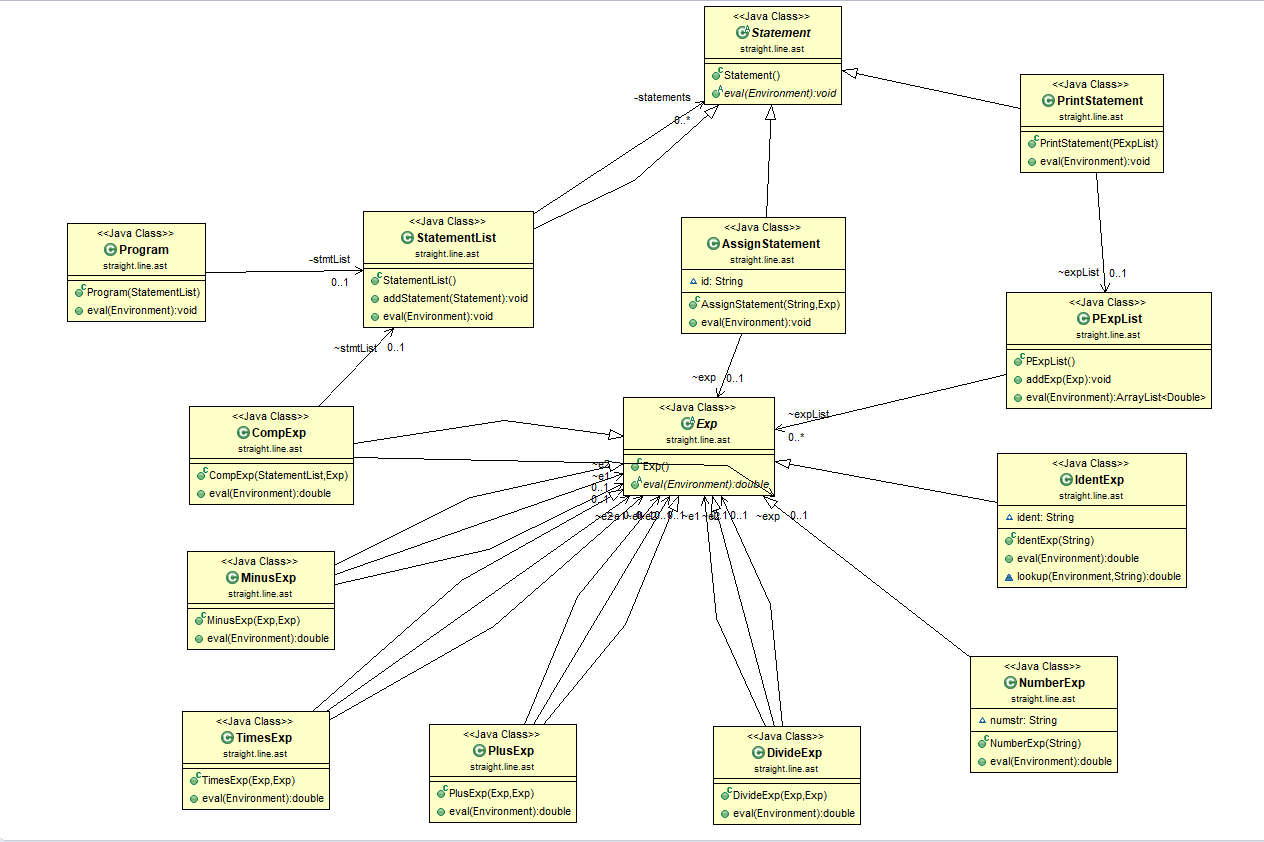 <<Java Class>>
Statement
straight.line.ast
Statement()
eval(Environment):void
<<Java Class>>
PrintStatement
straight.line.ast
PrintStatement(PExpList)
eval(Environment):void
-statements
0..*
<<Java Class>>
Program
straight.line.ast
Program(StatementList)
eval(Environment):void
-stmtList
0..1
<<Java Class>>
StatementList
straight.line.ast
StatementList()
addStatement(Statement):void
eval(Environment):void
<<Java Class>>
AssignStatement
straight.line.ast
id: String
AssignStatement(String,Exp)
eval(Environment):void
~expList
0..1
<<Java Class>>
PExpList
straight.line.ast
PExpList()
addExp(Exp):void
eval(Environment):ArrayList<Double>
~stmtList
0..1
~exp
0..1
~expList
0..*
<<Java Class>>
CompExp
straight.line.ast
CompExp(StatementList,Exp)
eval(Environment):double
<<Java Class>>
Exp
straight.line.ast
Exp()
eval(Environment):double
~e2
~e1
0..1
0..1
~e1
~exp
0..1
<<Java Class>>
IdentExp
straight.line.ast
ident: String
IdentExp(String)
eval(Environment):double
lookup(Environment,String):double
<<Java Class>>
MinusExp
straight.line.ast
MinusExp(Exp,Exp)
eval(Environment):double
<<Java Class>>
NumberExp
straight.line.ast
numstr: String
NumberExp(String)
eval(Environment):double
<<Java Class>>
TimesExp
straight.line.ast
TimesExp(Exp,Exp)
eval(Environment):double
<<Java Class>>
PlusExp
straight.line.ast
PlusExp(Exp,Exp)
eval(Environment):double
<<Java Class>>
DivideExp
straight.line.ast
DivideExp(Exp,Exp)
eval(Environment):double